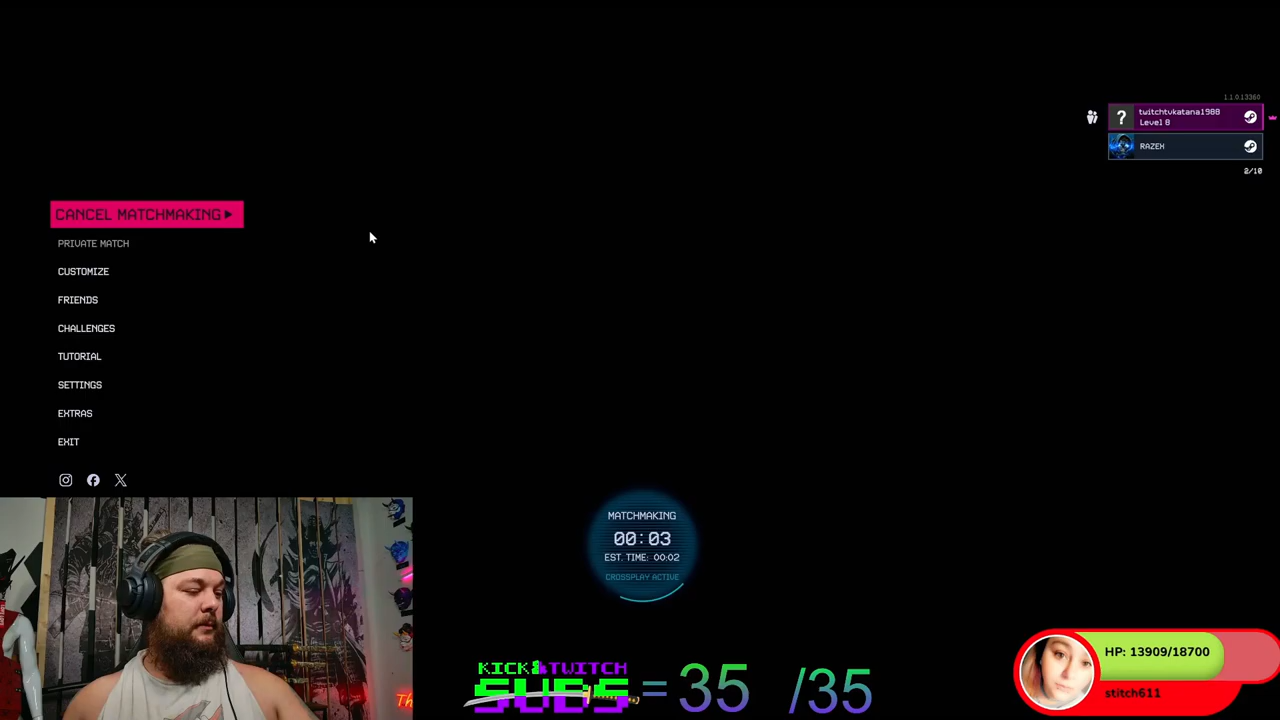 1.1.0.13360
twitchtvkatana1988
Level 8
RAZEX
2/10
CANCEL MATCHMAKING
PRIVATE MATCH
CUSTOMIZE
FRIENDS
CHALLENGES
TUTORIAL
SETTINGS
EXTRAS
EXIT
MATCHMAKING
00:03
EST. TIME: 00:02
CROSSPLAY ACTIVE
KICK TWITCH
SUBS = 35 /35
HP: 13909/18700
stitch611
Th